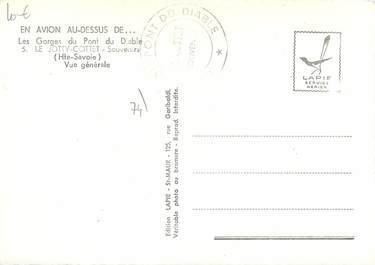 10€
EN AVION AU-DESSUS DE...
Les Gorges du Pont du Diable
5. LE JOTTY-COTTET - Souvenirs
(Hte-Savoie)
Vue générale
PONT DU DIABLE
74
LAPIE
SERVICE
AERIEN
Edition LAPIE - St-MAUR - 125, rue Garibaldi,
Véritable photo au bromure - Reprod. Interdite.